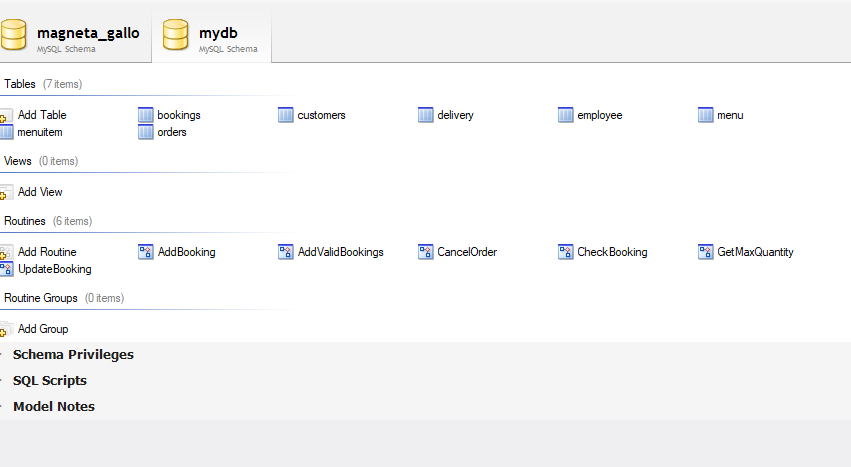 magneta_gallo mydb
MySQL Schema MySQL Schema
Tables (7 items)
Add Table bookings customers delivery employee menu
menuitem orders
Views (0 items)
Add View
Routines (6 items)
Add Routine AddBooking AddValidBookings CancelOrder CheckBooking GetMaxQuantity
UpdateBooking
Routine Groups (0 items)
Add Group
Schema Privileges
SQL Scripts
Model Notes